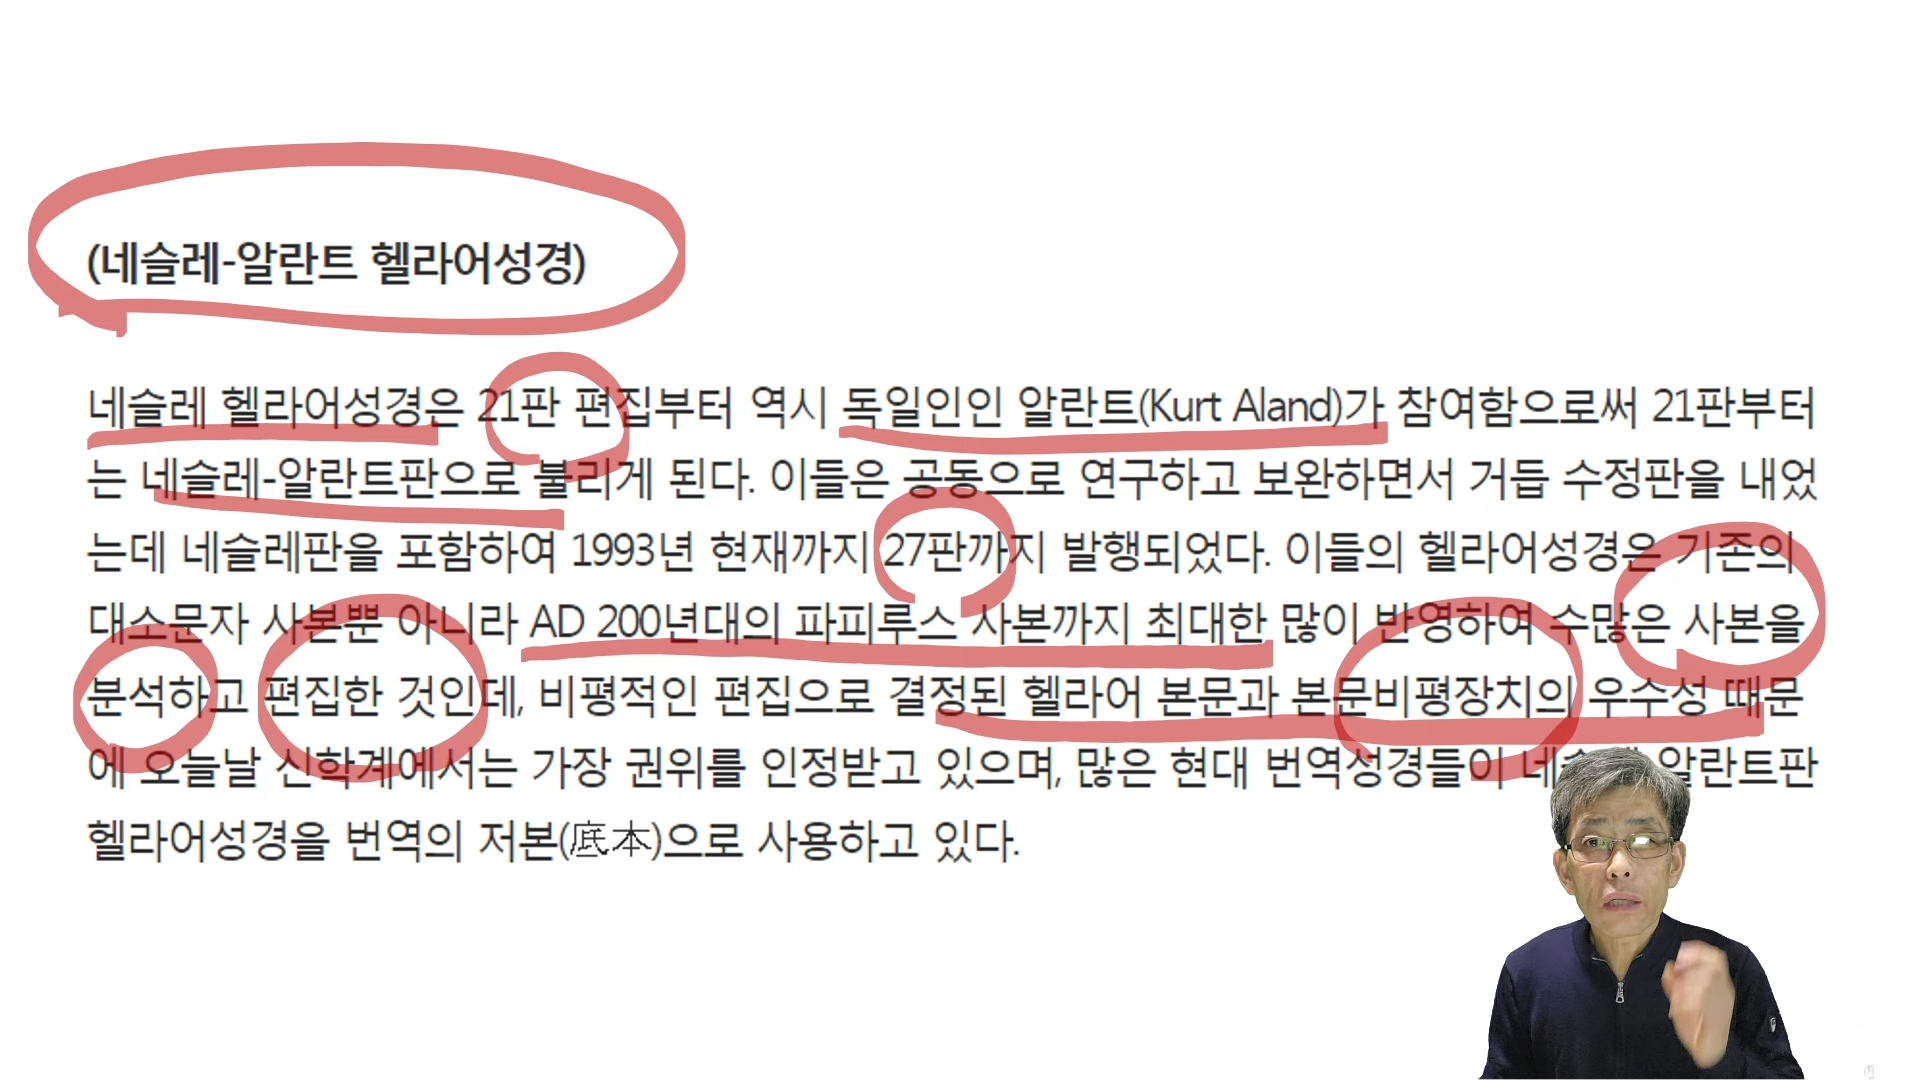 (네슬레-알란트 헬라어성경)
네슬레 헬라어성경은 21판 편집부터 역시 독일인인 알란트(Kurt Aland)가 참여함으로써 21판부터
는 네슬레-알란트판으로 불리게 된다. 이들은 공동으로 연구하고 보완하면서 거듭 수정판을 내었
는데 네슬레판을 포함하여 1993년 현재까지 27판까지 발행되었다. 이들의 헬라어성경은 기존의
대소문자 사본뿐 아니라 AD 200년대의 파피루스 사본까지 최대한 많이 반영하여 수많은 사본을
분석하고 편집한 것인데, 비평적인 편집으로 결정된 헬라어 본문과 본문비평장치의 우수성 때문
에 오늘날 신학계에서는 가장 권위를 인정받고 있으며, 많은 현대 번역성경들이 알란트판
헬라어성경을 번역의 저본(底本)으로 사용하고 있다.